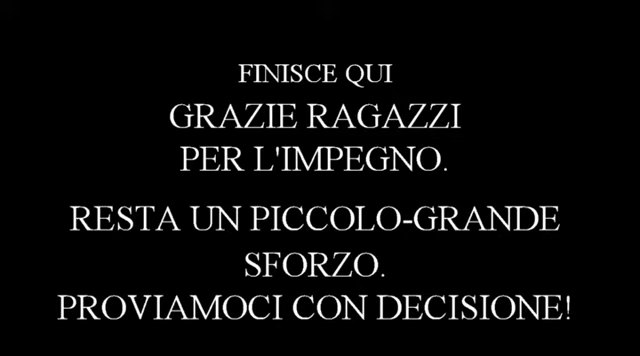 FINISCE QUI
GRAZIE RAGAZZI
PER L'IMPEGNO.
RESTA UN PICCOLO-GRANDE
SFORZO.
PROVIAMOCI CON DECISIONE!